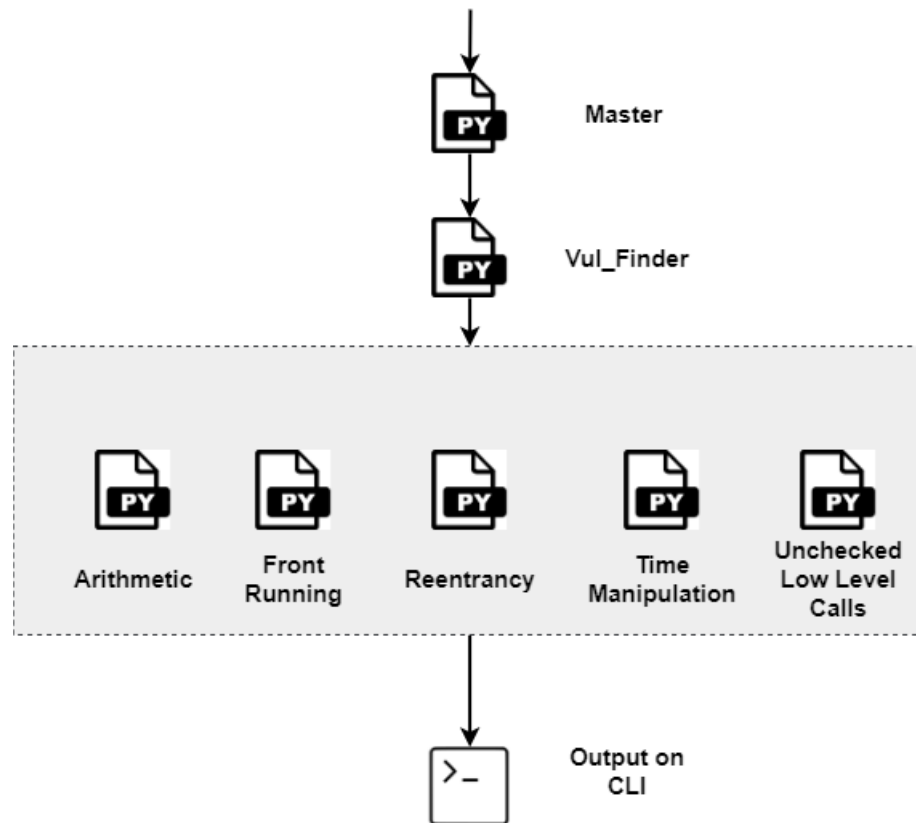 PY
Master
PY
Vul_Finder
PY
PY
PY
PY
PY
Arithmetic
Front
Running
Reentrancy
Time
Manipulation
Unchecked
Low Level
Calls
>_
Output on
CLI